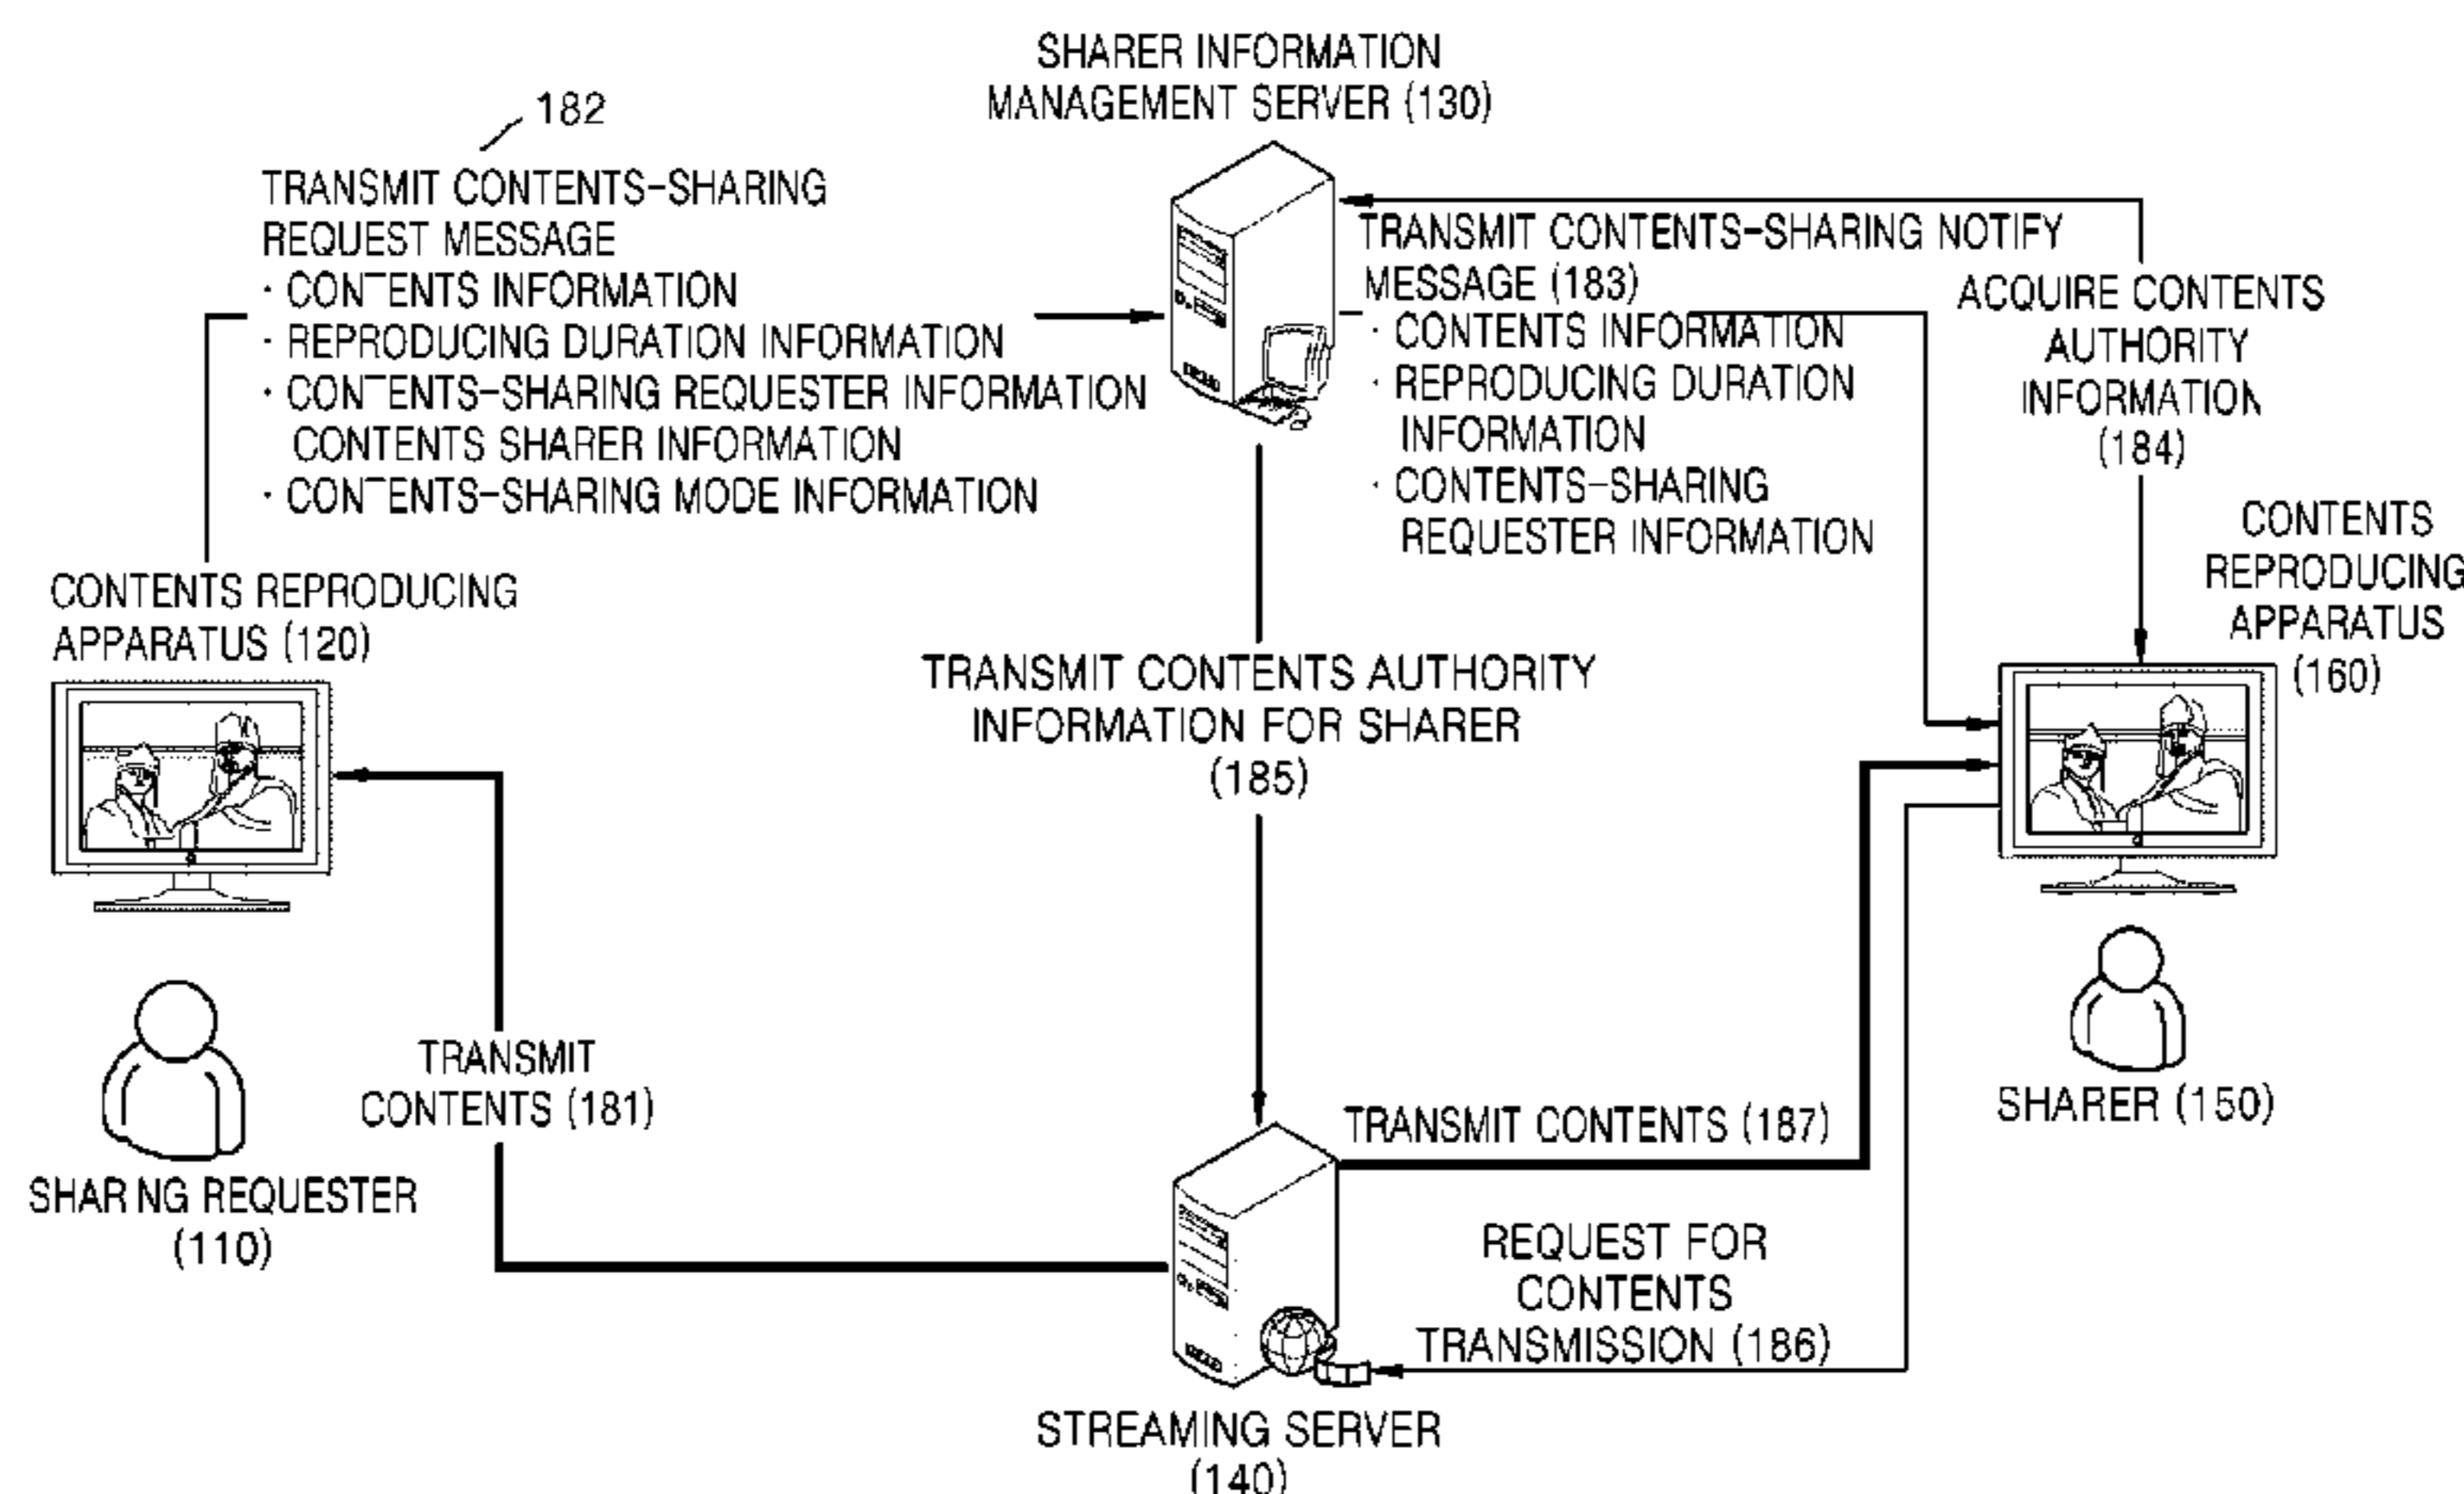 SHARER INFORMATION
MANAGEMENT SERVER (130)
182
TRANSMIT CONTENTS-SHARING
REQUEST MESSAGE
· CONTENTS INFORMATION
· REPRODUCING DURATION INFORMATION
· CONTENTS-SHARING REQUESTER INFORMATION
CONTENTS SHARER INFORMATION
· CONTENTS-SHARING MODE INFORMATION
TRANSMIT CONTENTS-SHARING NOTIFY
MESSAGE (183)
· CONTENTS INFORMATION
· REPRODUCING DURATION
INFORMATION
· CONTENTS-SHARING
REQUESTER INFORMATION
ACQUIRE CONTENTS
AUTHORITY
INFORMATION
(184)
CONTENTS
REPRODUCING
APPARATUS
(160)
CONTENTS REPRODUCING
APPARATUS (120)
TRANSMIT CONTENTS AUTHORITY
INFORMATION FOR SHARER
(185)
TRANSMIT
CONTENTS (181)
SHARING REQUESTER
(110)
SHARER (150)
TRANSMIT CONTENTS (187)
REQUEST FOR
CONTENTS
TRANSMISSION (186)
STREAMING SERVER
(140)